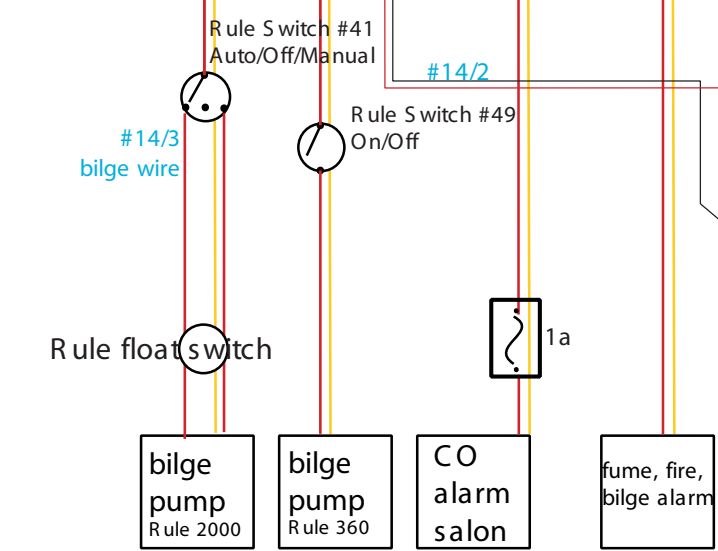 Rule Switch #41
Auto/Off/Manual
#14/2
Rule Switch #49
On/Off
#14/3
bilge wire
1a
Rule float switch
bilge
pump
Rule 2000
bilge
pump
Rule 360
CO
alarm
salon
fume, fire,
bilge alarm